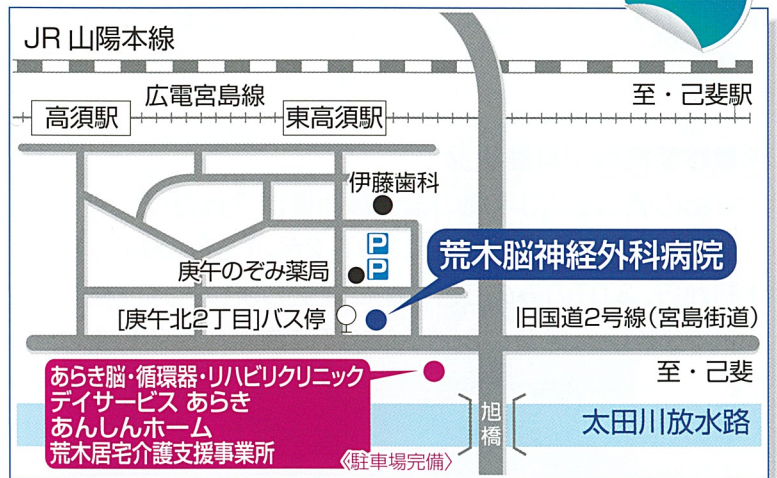 JR 山陽本線
広電宮島線
至・己斐駅
高須駅
東高須駅
伊藤歯科
P
P
庚午のぞみ薬局
荒木脳神経外科病院
[庚午北2丁目]バス停
旧国道2号線(宮島街道)
あらき脳・循環器・リハビリクリニック
デイサービス あらき
あんしんホーム
荒木居宅介護支援事業所
〈駐車場完備〉
至・己斐
旭橋
太田川放水路